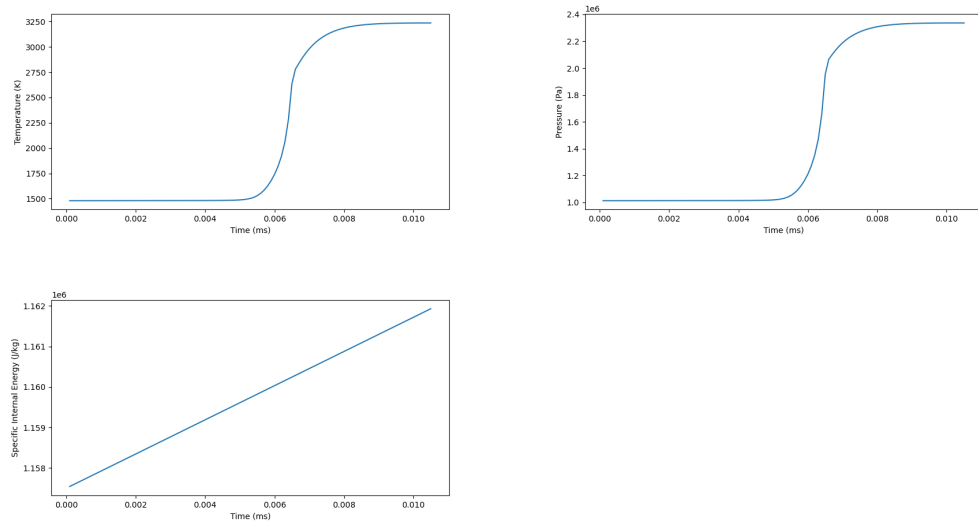 Temperature (K)
3250
3000
2750
2500
2250
2000
1750
1500
0.000 0.002 0.004 0.006 0.008 0.010
Time (ms)
1e6
Pressure (Pa)
2.4
2.2
2.0
1.8
1.6
1.4
1.2
1.0
0.000 0.002 0.004 0.006 0.008 0.010
Time (ms)
1e6
Specific Internal Energy (J/kg)
1.162
1.161
1.160
1.159
1.158
0.000 0.002 0.004 0.006 0.008 0.010
Time (ms)